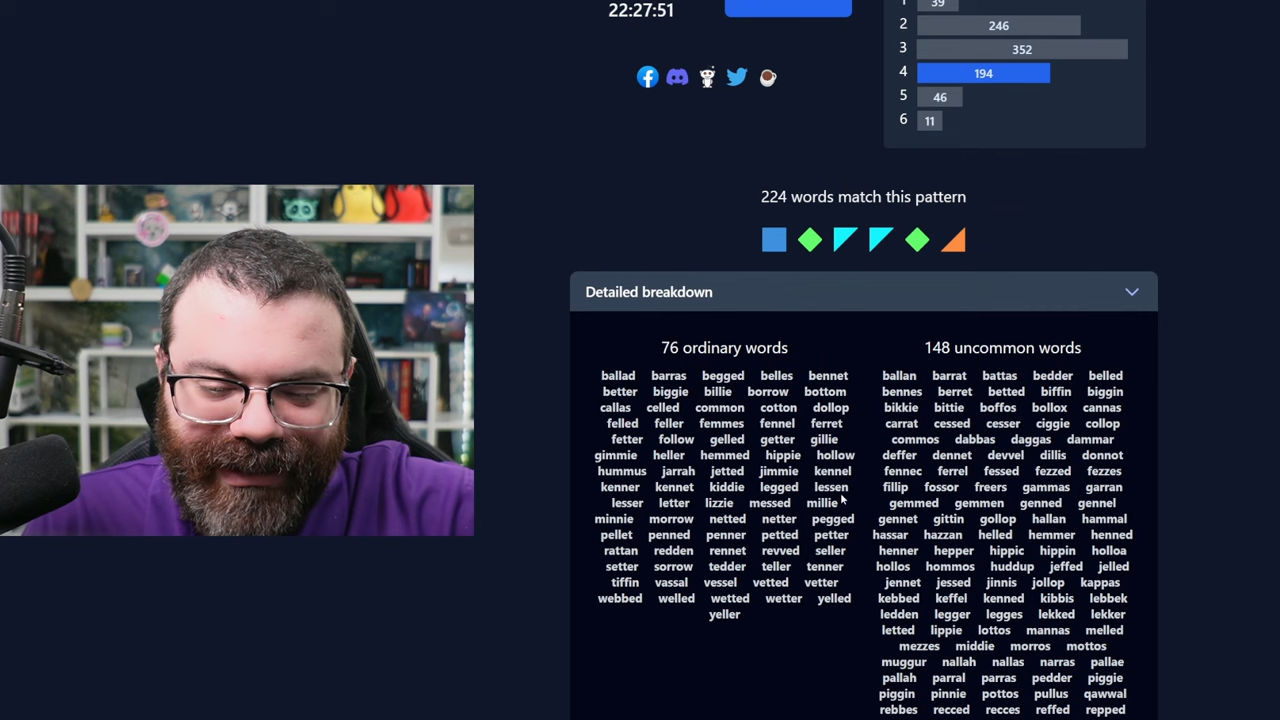 22:27:51
1 39
2 246
3 352
4 194
5 46
6 11
224 words match this pattern
Detailed breakdown
76 ordinary words
ballad barras begged belles bennet
better biggie billie borrow bottom
callas celled common cotton dollop
felled feller femmes fennel ferret
fetter follow gelled getter gillie
gimmie heller hemmed hippie hollow
hummus jarrah jetted jimmie kennel
kenner kennet kiddie legged lessen
lesser letter lizzie messed millie
minnie morrow netted netter pegged
pellet penned penner petted petter
rattan redden rennet revved seller
setter sorrow tedder teller tenner
tiffin vassal vessel vetted vetter
webbed welled wetted wetter yelled
yeller
148 uncommon words
ballan barrat battas bedder belled
bennes berret betted biffin biggin
bikkie bittie boffos bollox cannas
carrat cessed cesser ciggie collop
commos dabbas daggas dammar
deffer dennet devvel dillis donnot
fennec ferrel fessed fezzed fezzes
fillip fossor freers gammas garran
gemmed gemmen genned gennel
gennet gittin gollop hallan hammal
hassar hazzan helled hemmer henned
henner hepper hippic hippin holloa
hollos hommos huddup jeffed jelled
jennet jessed jinnis jollop kappas
kebbed keffel kenned kibbis lebbek
ledden legger legges lekked lekker
letted lippie lottos mannas melled
mezzes middie morros mottos
muggur nallah nallas narras pallae
pallah parral parras pedder piggie
piggin pinnie pottos pullus qawwal
rebbes recced recces reffed repped